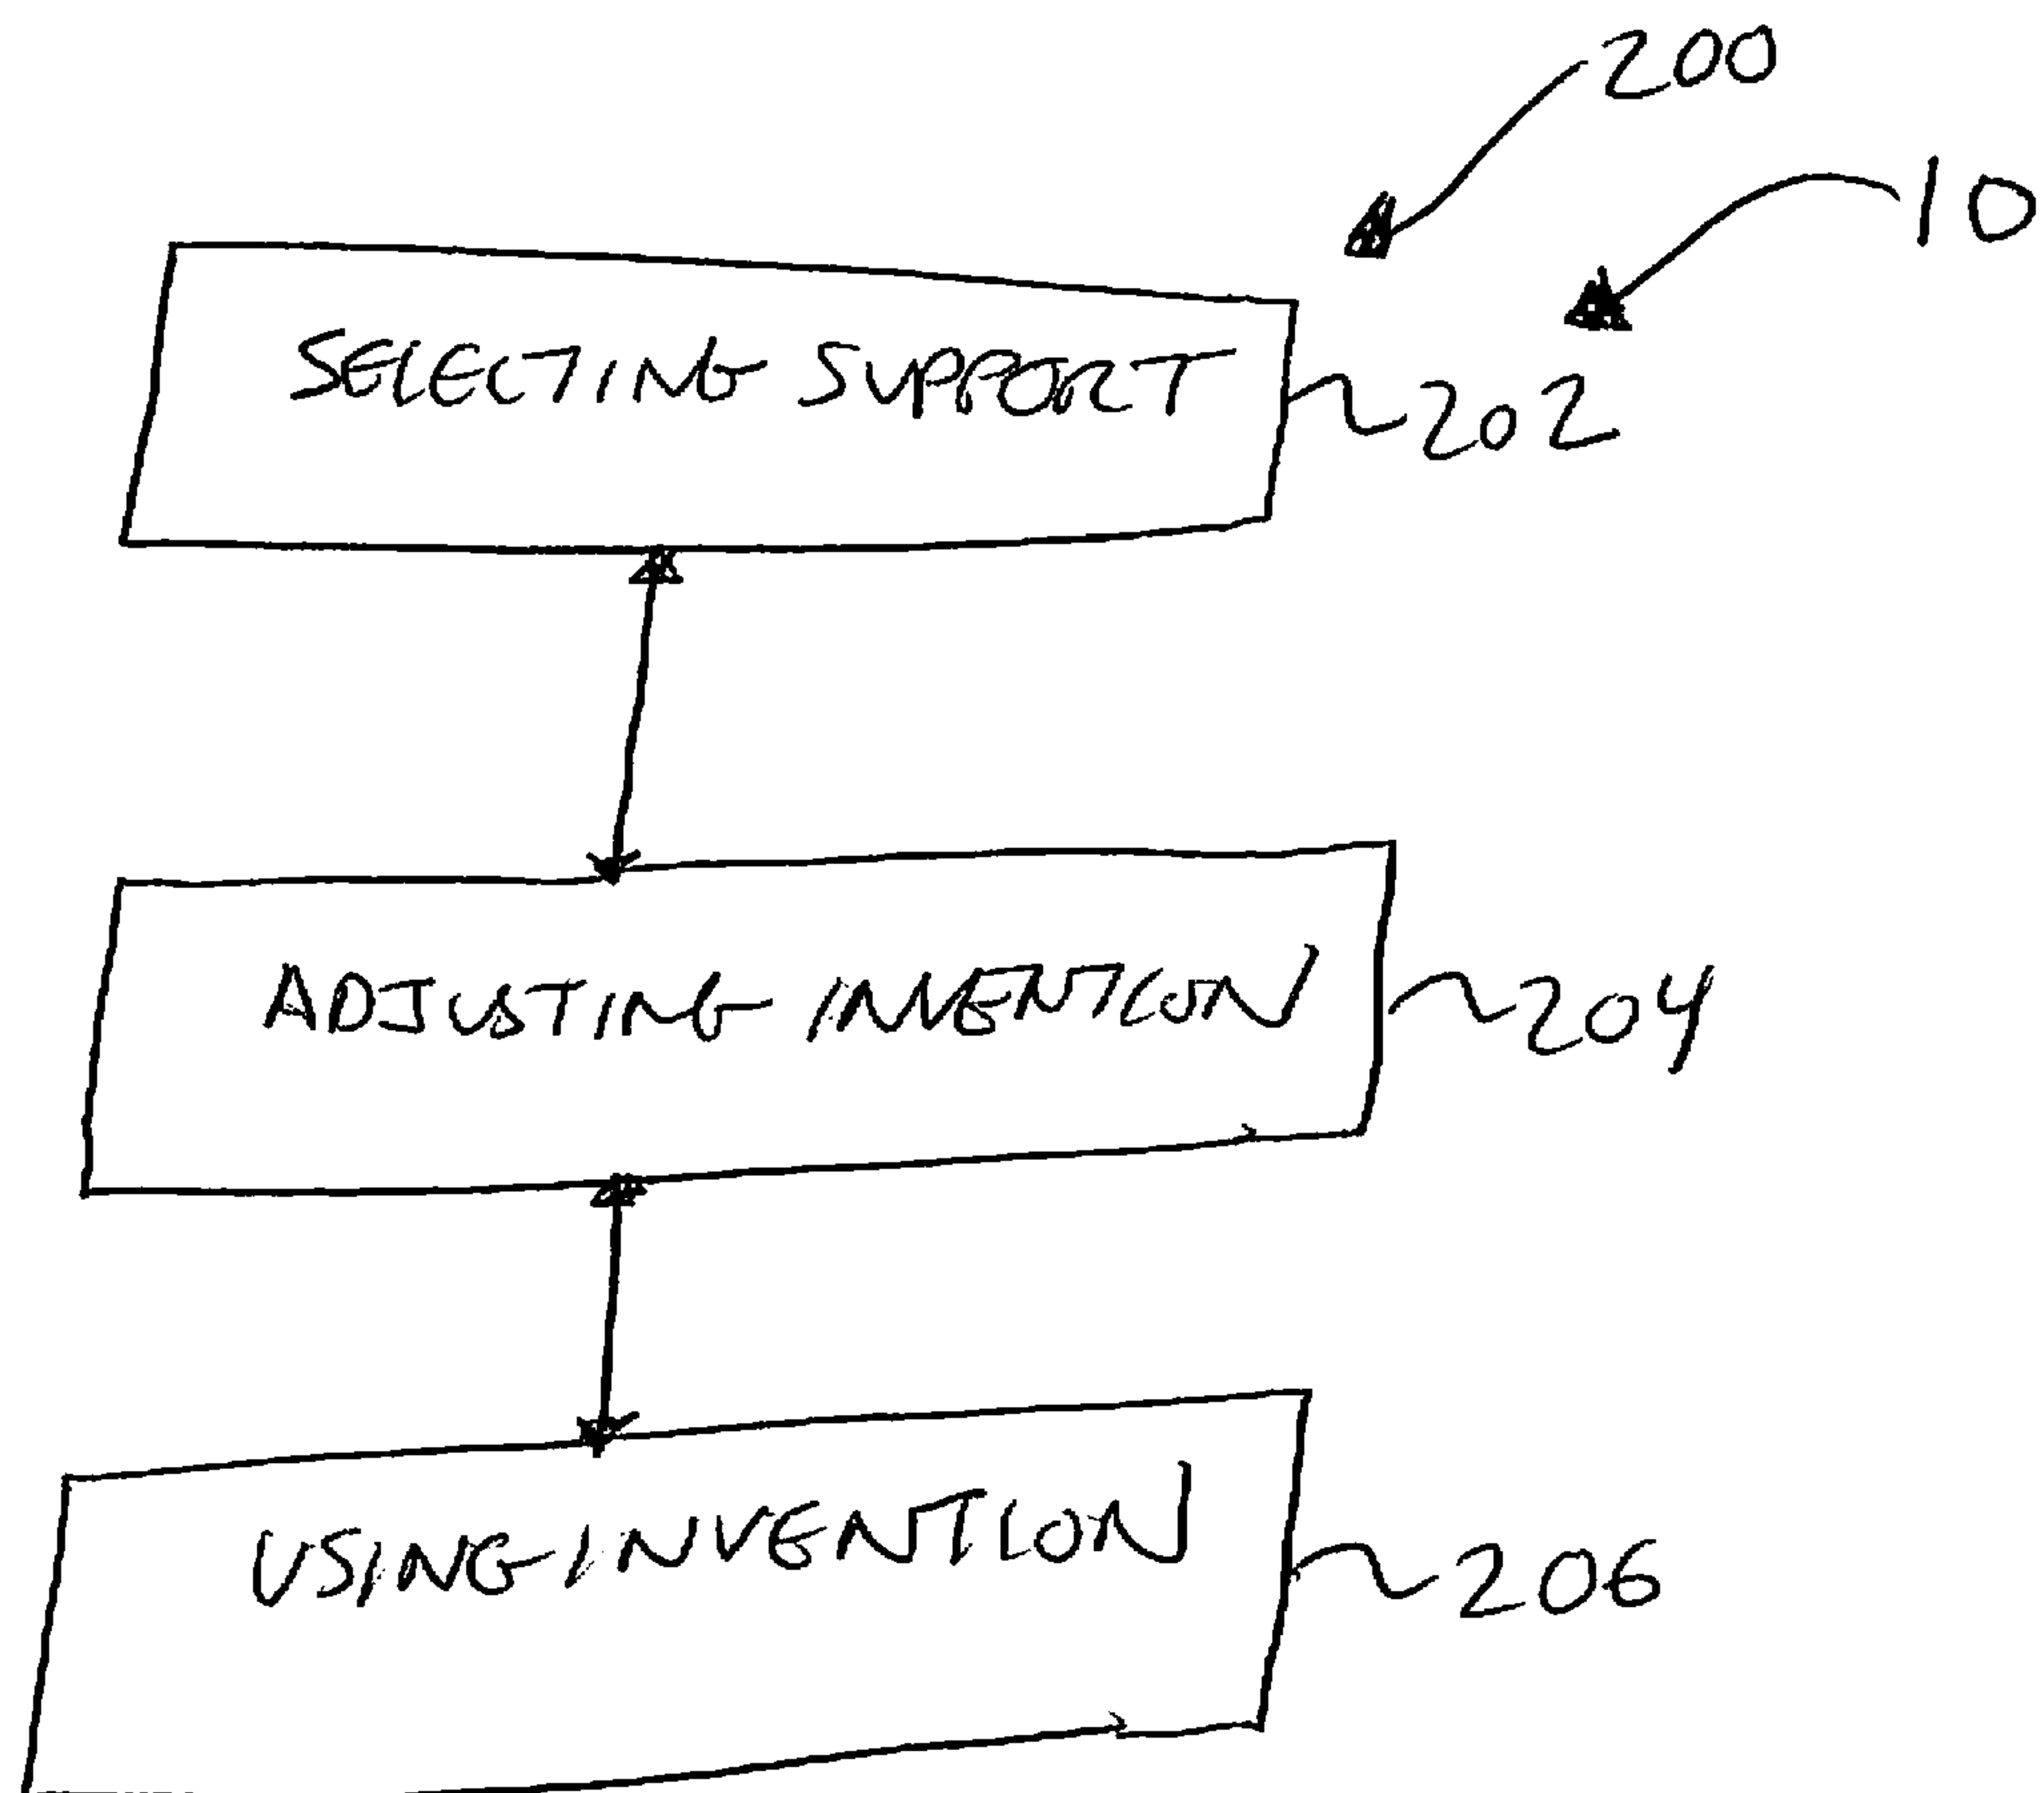 200
10
SELECTING SUPPORT
202
ADJUSTING INVENTION
204
USING INVENTION
206